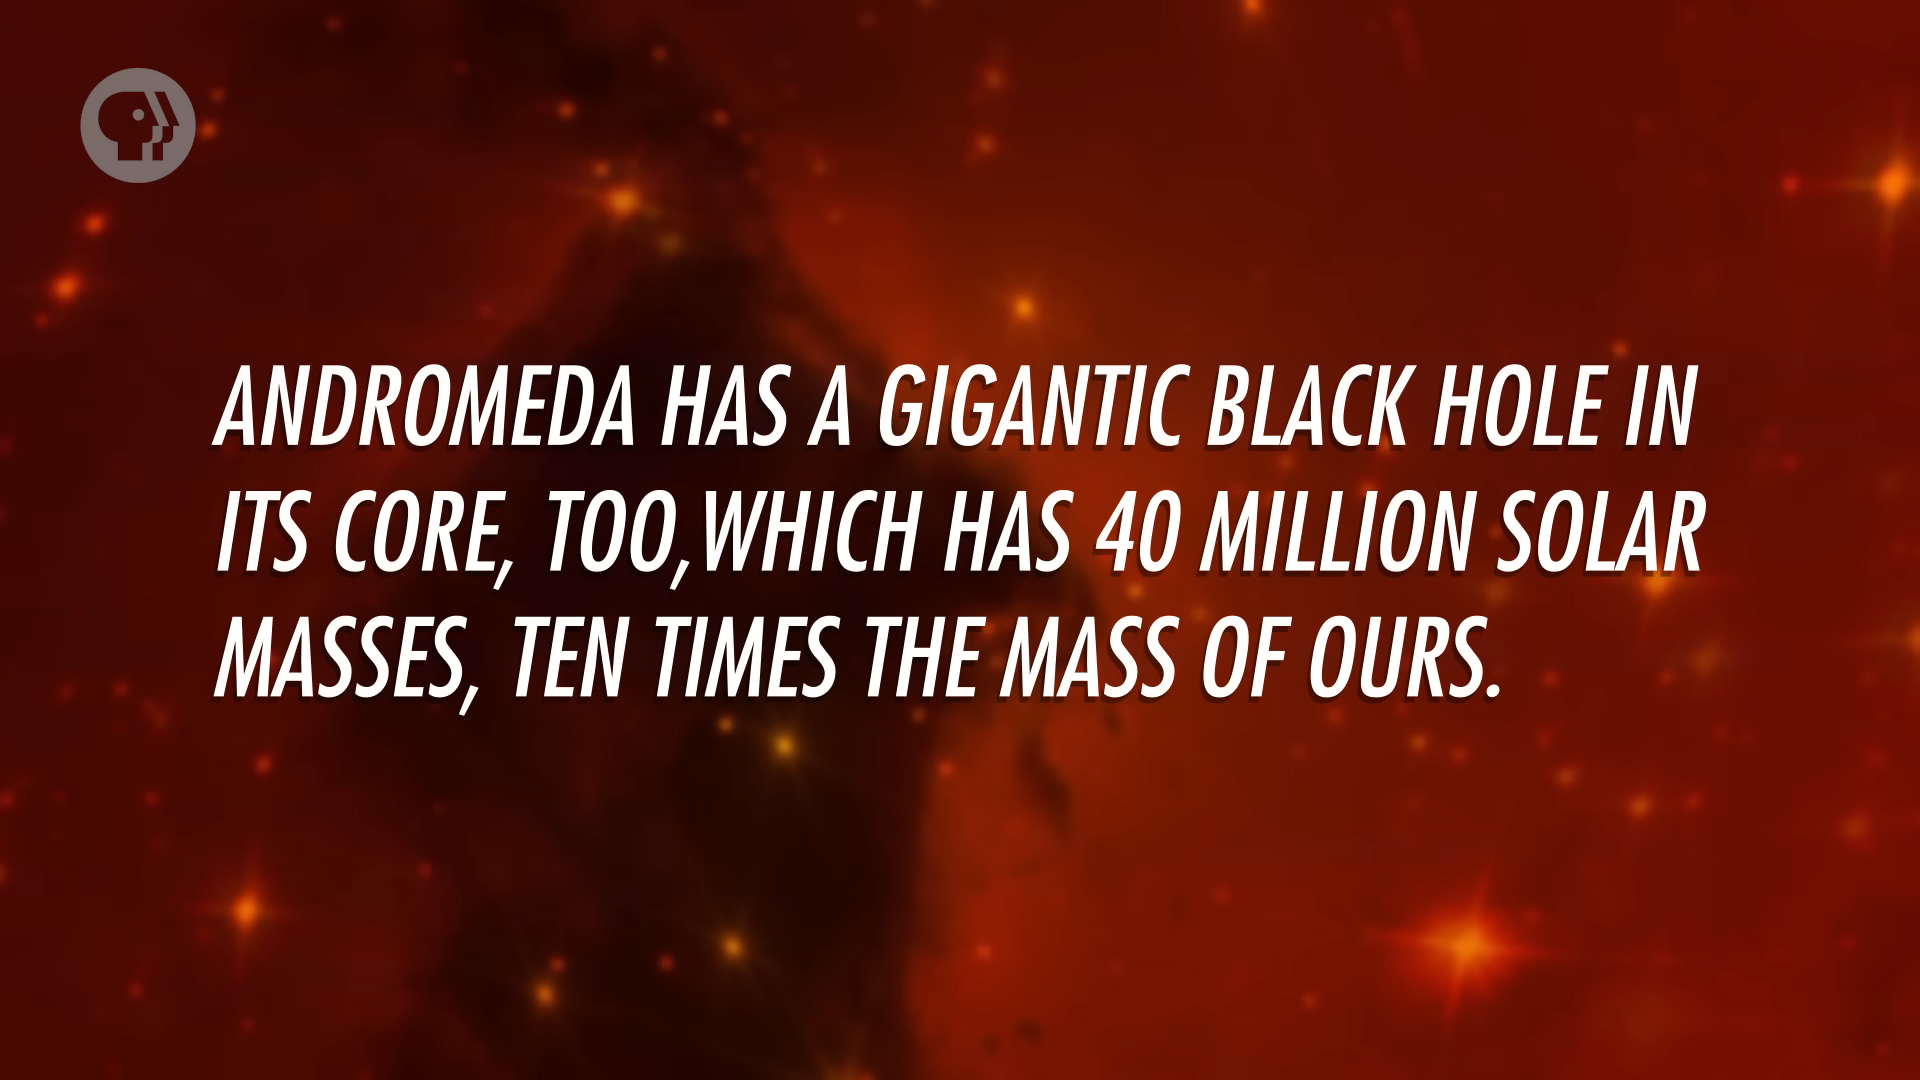 ANDROMEDA HAS A GIGANTIC BLACK HOLE IN
ITS CORE, TOO,WHICH HAS 40 MILLION SOLAR
MASSES, TEN TIMES THE MASS OF OURS.